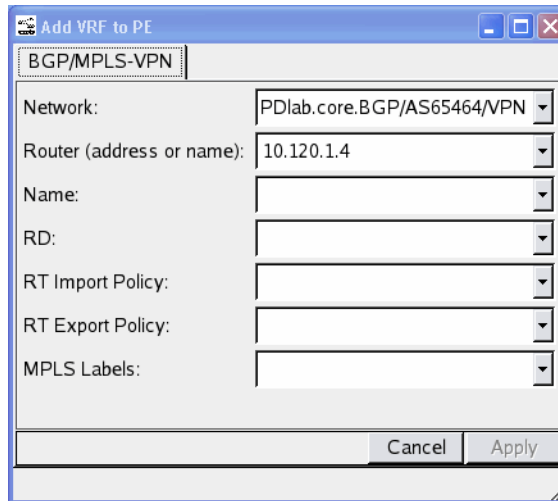 Add VRF to PE
BGP/MPLS-VPN
Network: PDlab.core.BGP/AS65464/VPN
Router (address or name): 10.120.1.4
Name:
RD:
RT Import Policy:
RT Export Policy:
MPLS Labels:
Cancel Apply